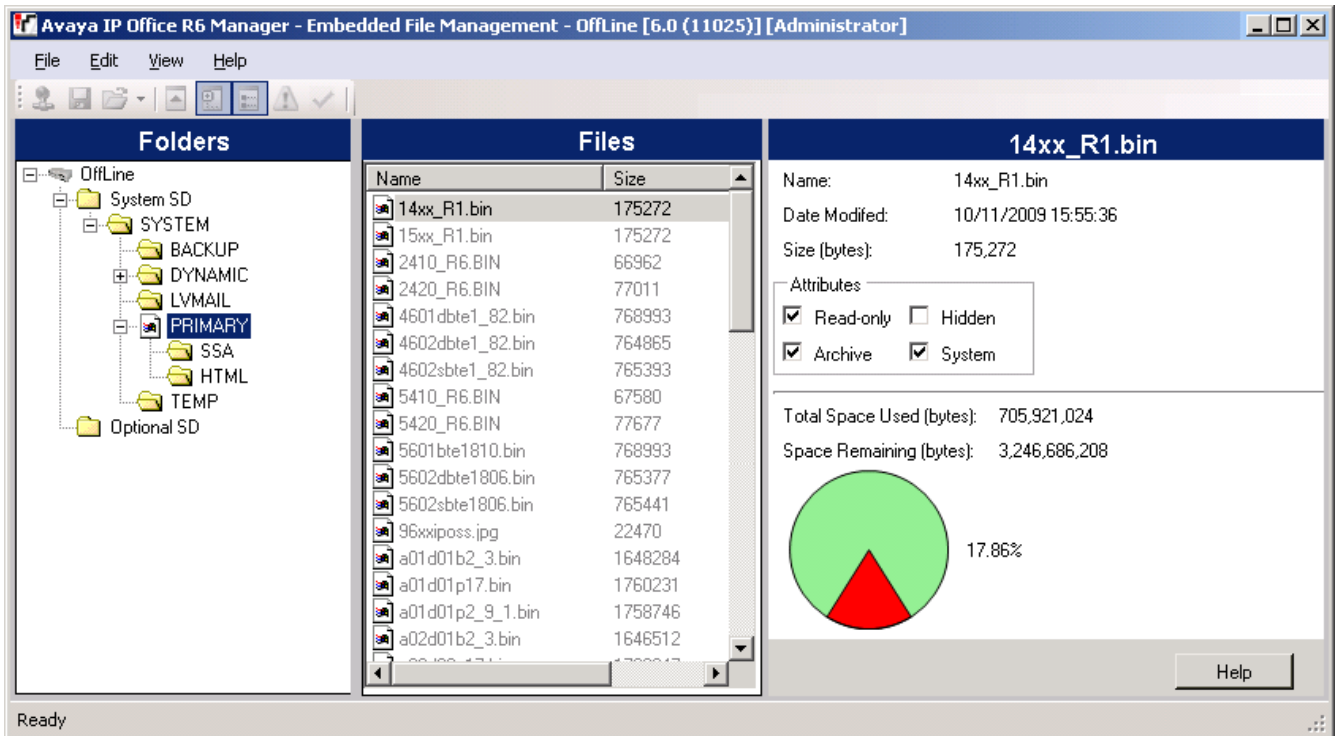 Avaya IP Office R6 Manager - Embedded File Management - OffLine [6.0 (11025)] [Administrator]
File Edit View Help
Folders
OffLine
System SD
SYSTEM
BACKUP
DYNAMIC
LVMAIL
PRIMARY
SSA
HTML
TEMP
Optional SD
Files
Name Size
14xx_R1.bin 175272
15xx_R1.bin 175272
2410_R6.BIN 66962
2420_R6.BIN 77011
4601dbte1_82.bin 768993
4602dbte1_82.bin 764865
4602sbte1_82.bin 765393
5410_R6.BIN 67580
5420_R6.BIN 77677
5601bte1810.bin 768993
5602dbte1806.bin 765377
5602sbte1806.bin 765441
96xxiposs.jpg 22470
a01d01b2_3.bin 1648284
a01d01p17.bin 1760231
a01d01p2_9_1.bin 1758746
a02d01b2_3.bin 1646512
14xx_R1.bin
Name: 14xx_R1.bin
Date Modifed: 10/11/2009 15:55:36
Size (bytes): 175,272
Attributes
Read-only Hidden
Archive System
Total Space Used (bytes): 705,921,024
Space Remaining (bytes): 3,246,686,208
17.86%
Help
Ready